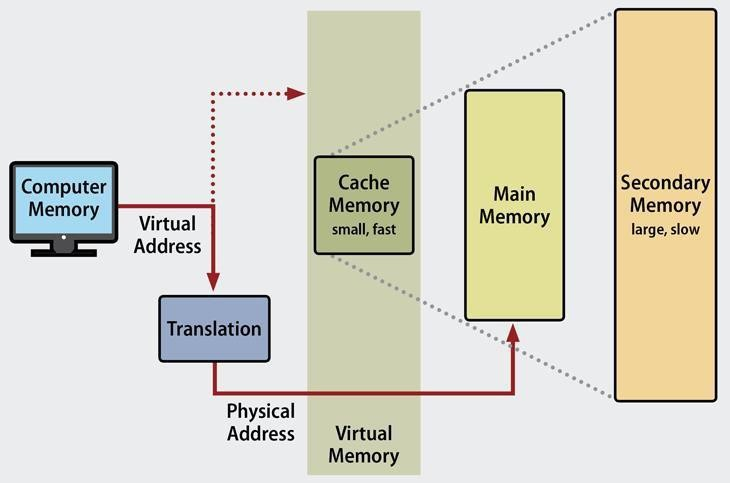 Computer
Memory
Virtual
Address
Translation
Physical
Address
Cache
Memory
small, fast
Virtual
Memory
Main
Memory
Secondary
Memory
large, slow